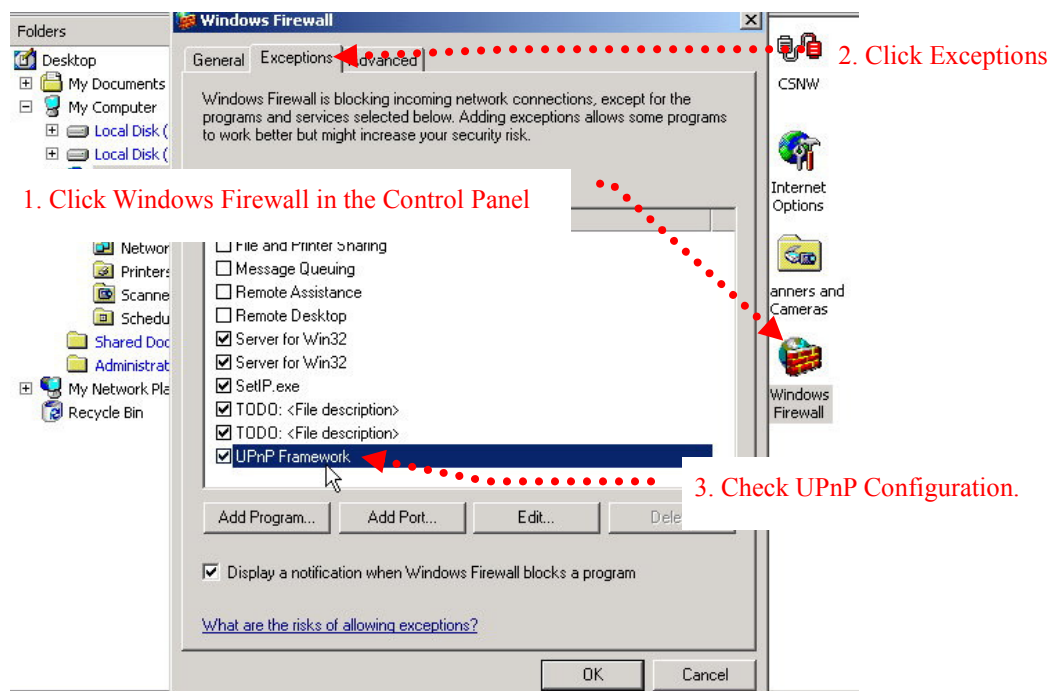 Folders
Desktop
My Documents
My Computer
Local Disk (
Local Disk (
Networ
Printers
Scanne
Schedu
Shared Doc
Administrat
My Network Pla
Recycle Bin
Windows Firewall
General Exceptions Advanced
Windows Firewall is blocking incoming network connections, except for the
programs and services selected below. Adding exceptions allows some programs
to work better but might increase your security risk.
1. Click Windows Firewall in the Control Panel
File and Printer Sharing
Message Queuing
Remote Assistance
Remote Desktop
Server for Win32
Server for Win32
SetIP.exe
TODO: <File description>
TODO: <File description>
UPnP Framework
Add Program... Add Port... Edit... Dele
Display a notification when Windows Firewall blocks a program
What are the risks of allowing exceptions?
OK Cancel
2. Click Exceptions
CSNW
Internet
Options
anners and
Cameras
Windows
Firewall
3. Check UPnP Configuration.